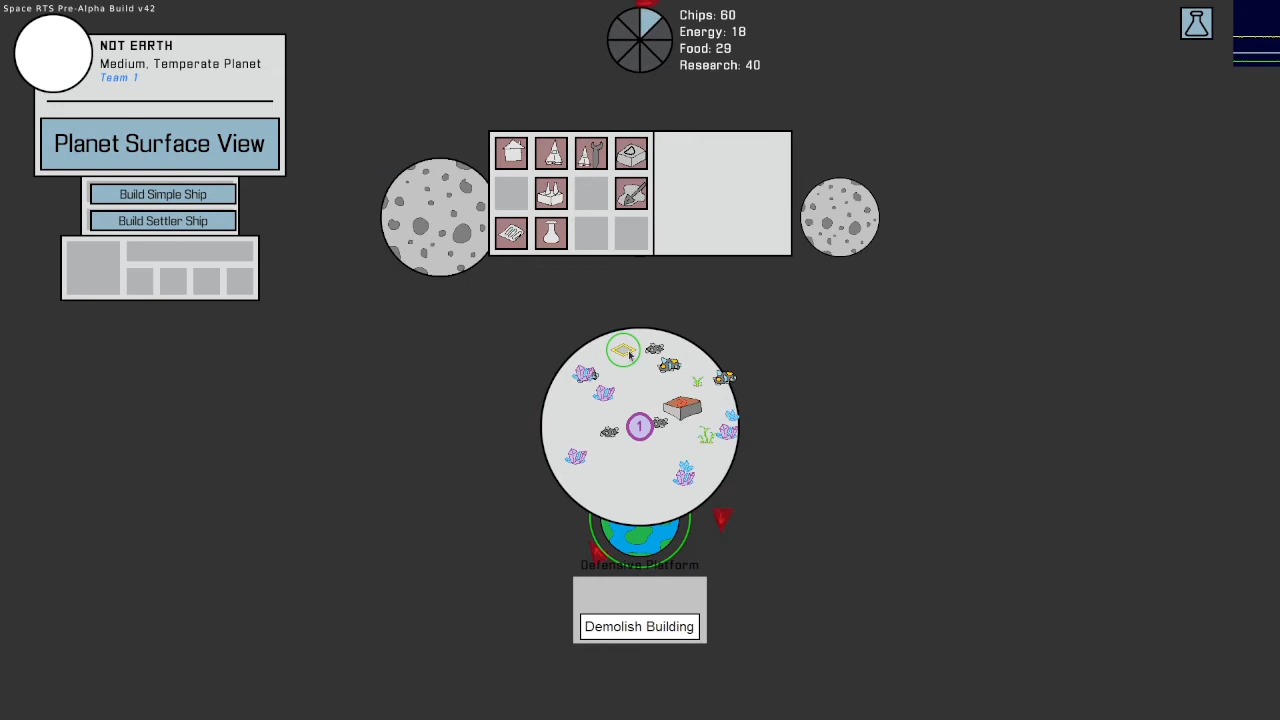 Space RTS Pre-Alpha Build v42
NOT EARTH
Medium, Temperate Planet
Team 1
Planet Surface View
Build Simple Ship
Build Settler Ship
Chips: 60
Energy: 18
Food: 29
Research: 40
1
Defensive Platform
Demolish Building